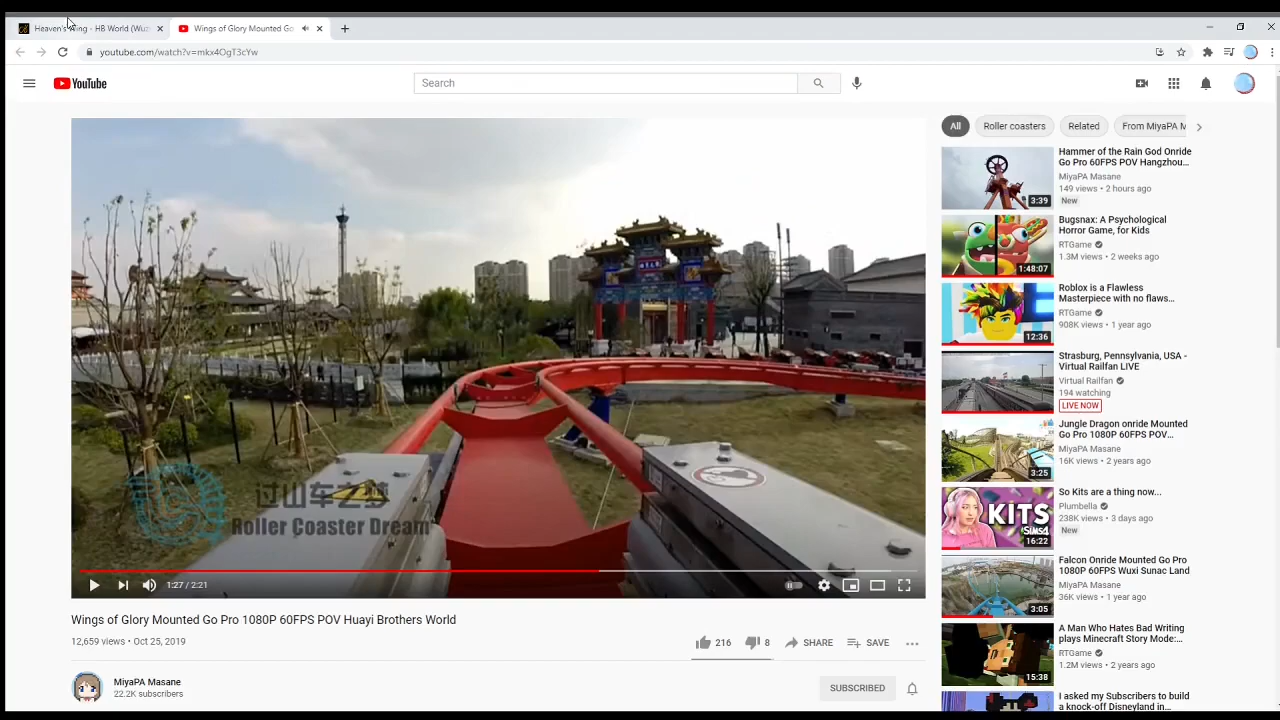 Heaven's Wing - HB World (Wuz
Wings of Glory Mounted Go
youtube.com/watch?v=mkx4OgT3cYw
YouTube
Search
All
Roller coasters
Related
From MiyaPA M
山车之梦
Roller Coaster Dream
1:27 / 2:21
Wings of Glory Mounted Go Pro 1080P 60FPS POV Huayi Brothers World
12,659 views • Oct 25, 2019
216
8
SHARE
SAVE
MiyaPA Masane
22.2K subscribers
SUBSCRIBED
Hammer of the Rain God Onride
Go Pro 60FPS POV Hangzhou...
MiyaPA Masane
149 views • 2 hours ago
New
3:39
Bugsnax: A Psychological
Horror Game, for Kids
RTGame
1.3M views • 2 weeks ago
1:48:07
Roblox is a Flawless
Masterpiece with no flaws...
RTGame
908K views • 1 year ago
12:36
Strasburg, Pennsylvania, USA -
Virtual Railfan LIVE
Virtual Railfan
194 watching
LIVE NOW
Jungle Dragon onride Mounted
Go Pro 1080P 60FPS POV...
MiyaPA Masane
16K views • 2 years ago
3:25
So Kits are a thing now...
Plumbella
238K views • 3 days ago
New
KITS
SIMS4
16:22
Falcon Onride Mounted Go Pro
1080P 60FPS Wuxi Sunac Land
MiyaPA Masane
36K views • 1 year ago
3:05
A Man Who Hates Bad Writing
plays Minecraft Story Mode:...
RTGame
1.2M views • 2 years ago
15:38
I asked my Subscribers to build
a knock-off Disneyland in...